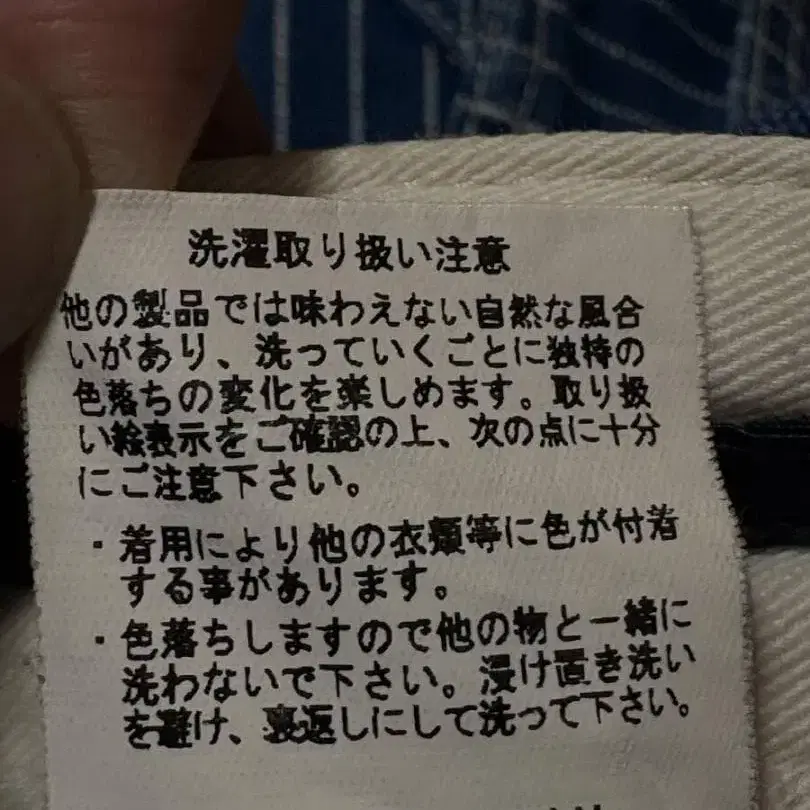 洗濯取り扱い注意
他の製品では味わえない自然な風合
いがあり、洗っていくごとに独特の
色落ちの変化を楽しめます。取り扱
い絵表示をご確認の上、次の点に十分
にご注意下さい。
・着用により他の衣類等に色が付着
する事があります。
・色落ちしますので他の物と一緒に
洗わないで下さい。浸け置き洗い
を避け、裏返しにして洗って下さい。